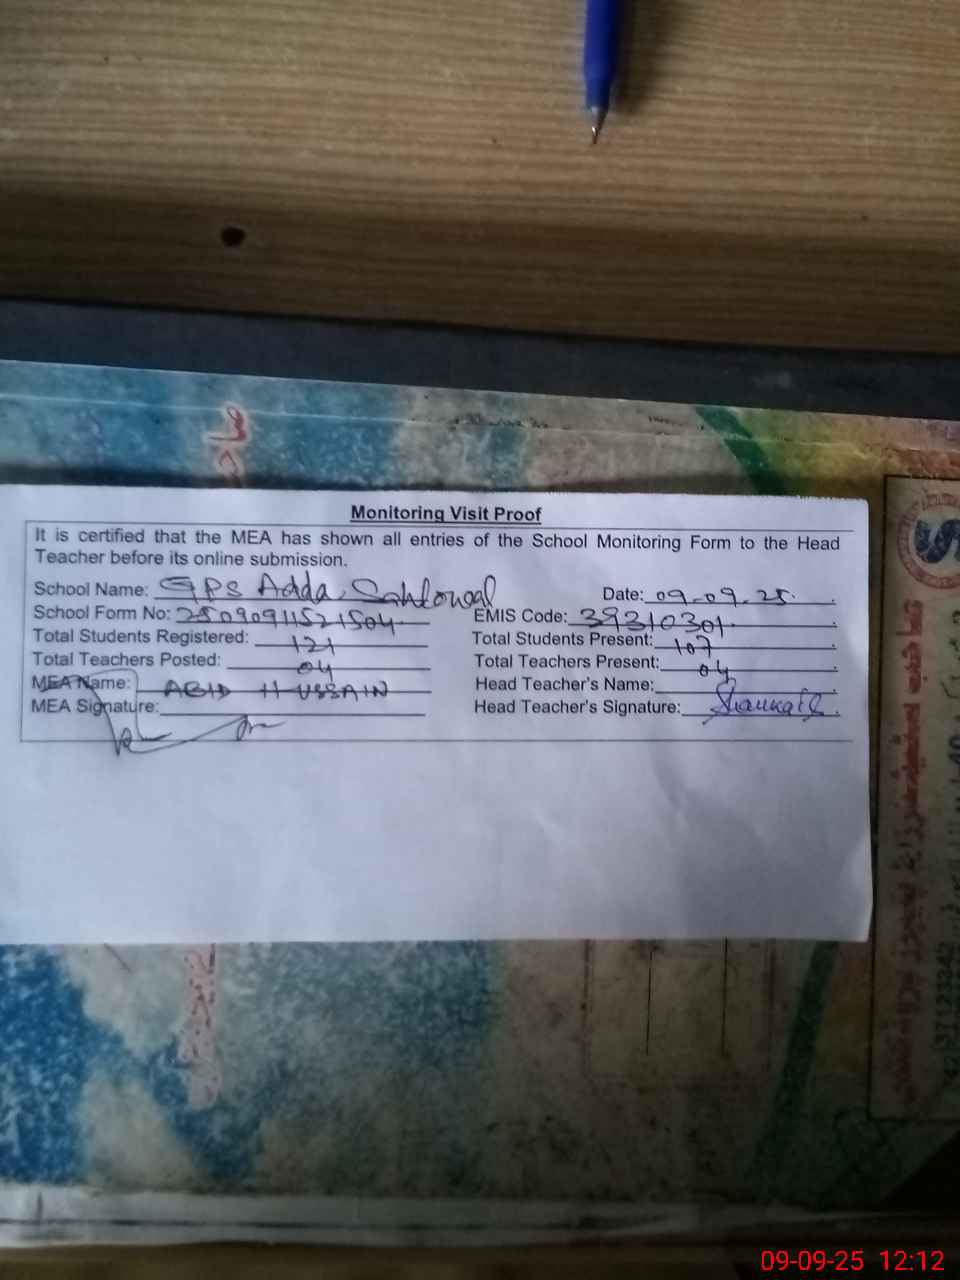 Monitoring Visit Proof
It is certified that the MEA has shown all entries of the School Monitoring Form to the Head
Teacher before its online submission.
School Name: GPS Adda, Sahlowal Date: 09-09-25.
School Form No: 25090911521504 EMIS Code: 39310301
Total Students Registered: 121 Total Students Present: 107
Total Teachers Posted: 04 Total Teachers Present: 04
MEA Name: ABID HUSSAIN Head Teacher's Name:
MEA Signature: Head Teacher's Signature: Shaukat
37123342
09-09-25 12:12